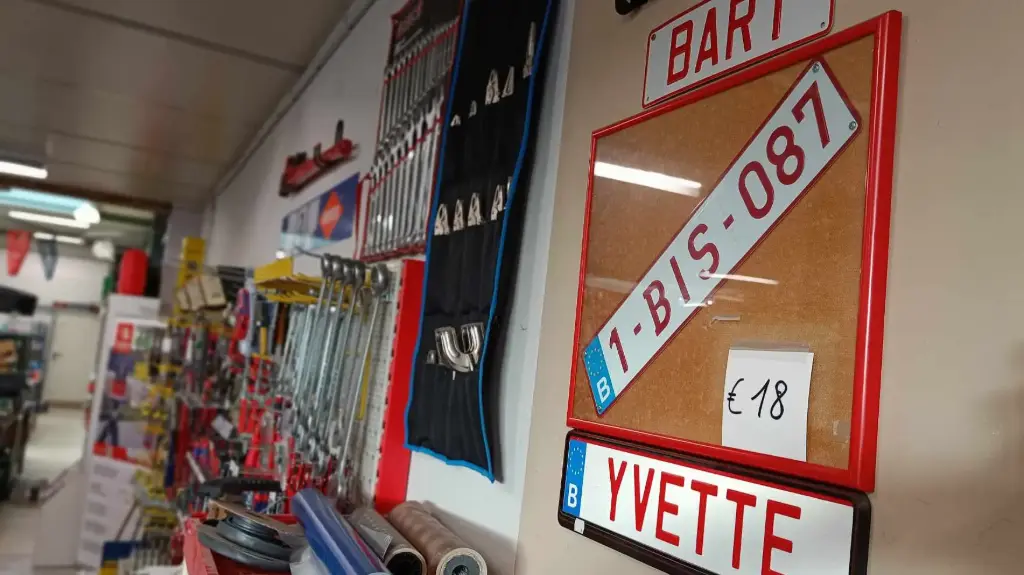 BART
1-BIS-087
B
€ 18
B
YVETTE